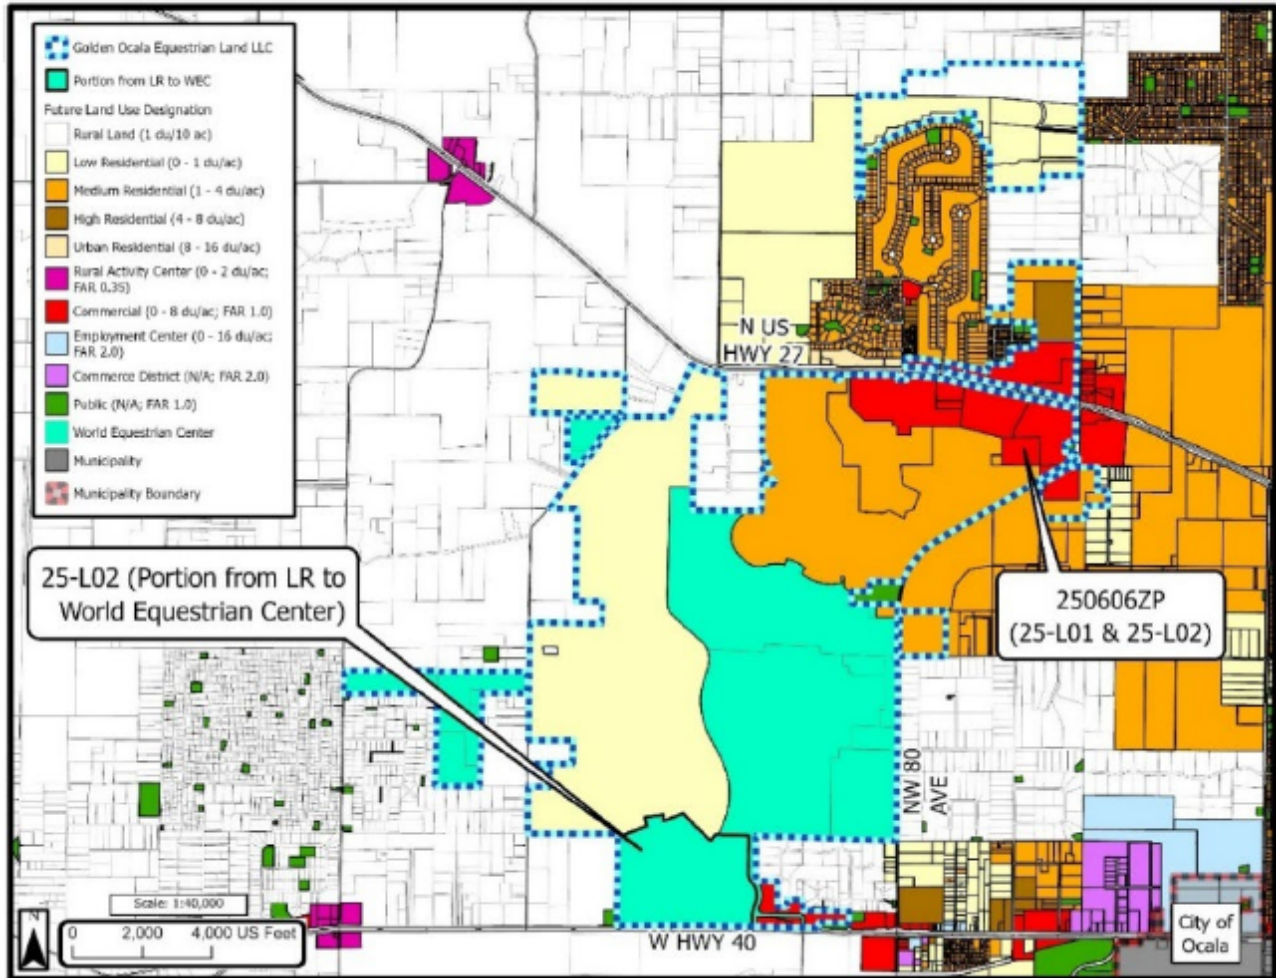 Golden Ocala Equestrian Land LLC
Portion from LR to WEC
Future Land Use Designation
Rural Land (1 du/10 ac)
Low Residential (0 - 1 du/ac)
Medium Residential (1 - 4 du/ac)
High Residential (4 - 8 du/ac)
Urban Residential (8 - 16 du/ac)
Rural Activity Center (0 - 2 du/ac;
FAR 0.35)
Commercial (0 - 8 du/ac; FAR 1.0)
Employment Center (0 - 16 du/ac;
FAR 2.0)
Commerce District (N/A; FAR 2.0)
Public (N/A; FAR 1.0)
World Equestrian Center
Municipality
Municipality Boundary
N US
HWY 27
25-L02 (Portion from LR to
World Equestrian Center)
250606ZP
(25-L01 & 25-L02)
NW 80
AVE
Scale: 1:40,000
0 2,000 4,000 US Feet
W HWY 40
City of
Ocala